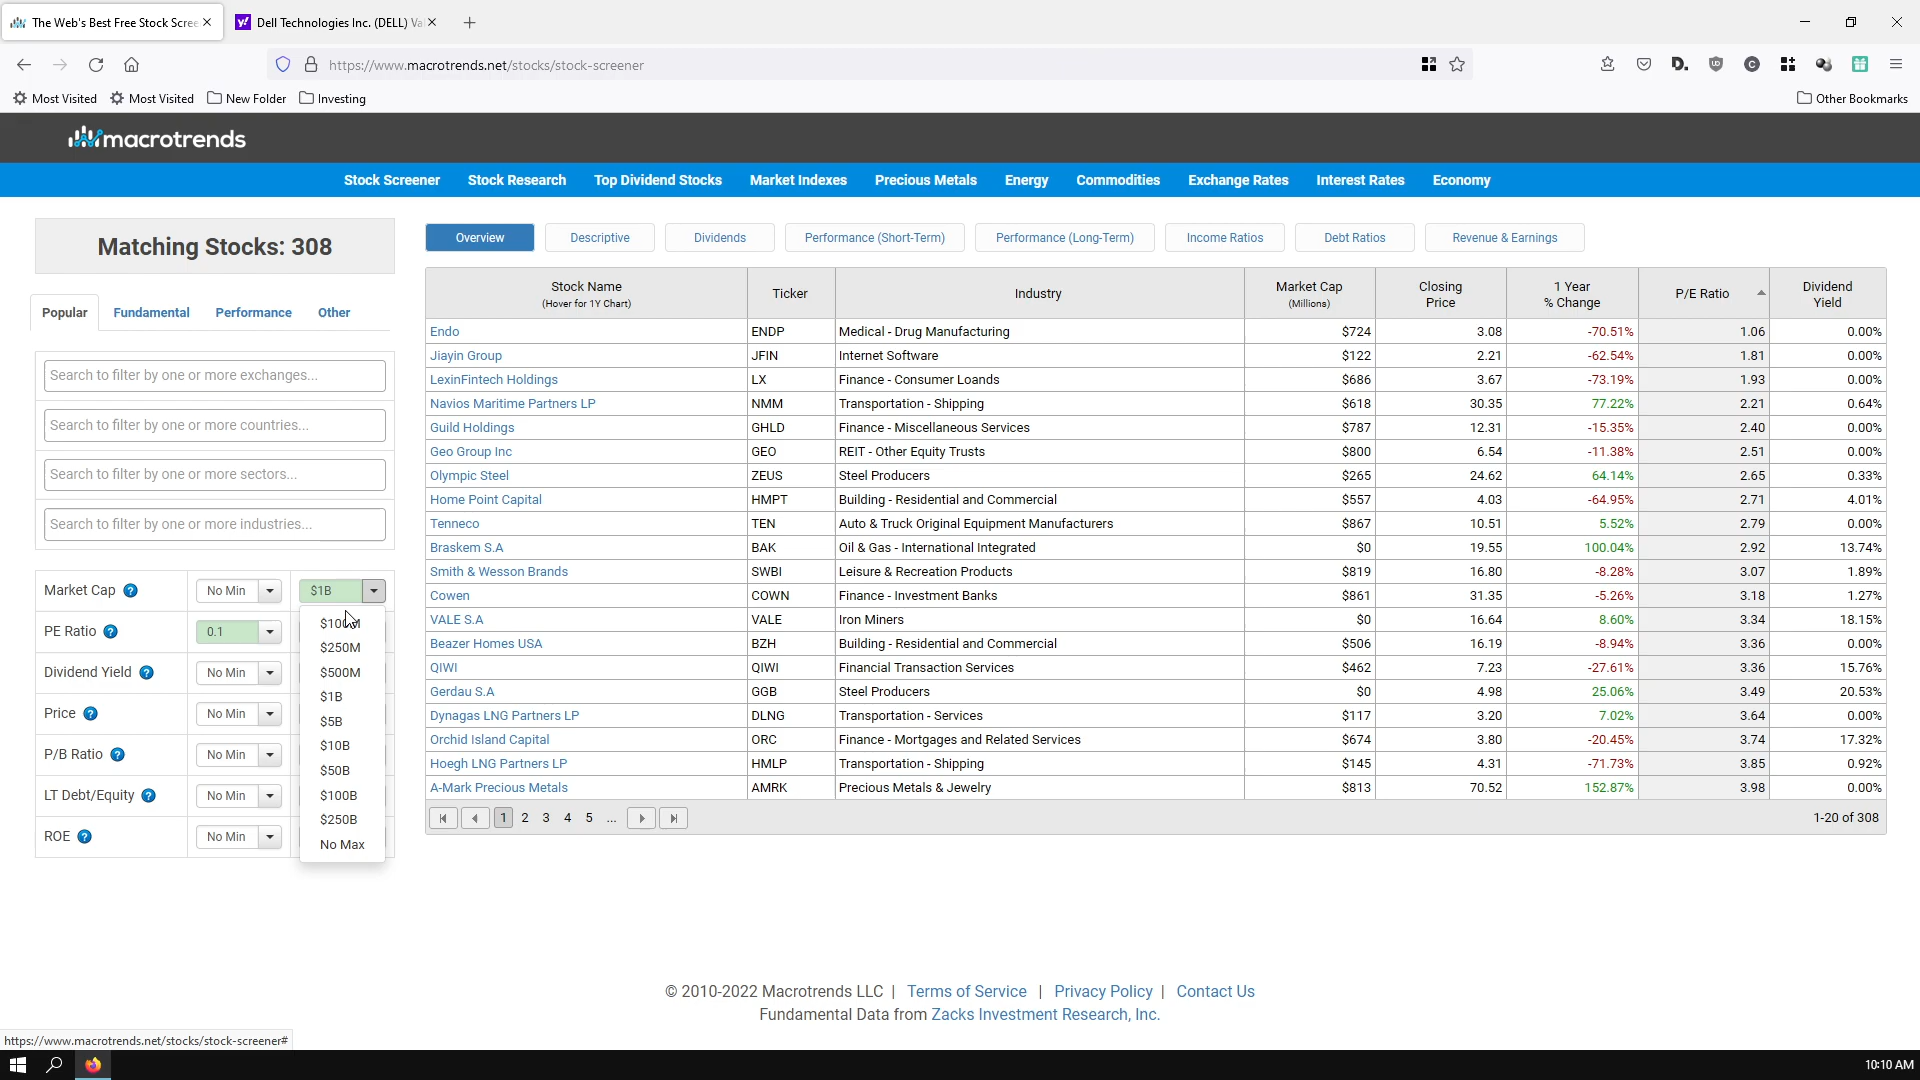 The Web's Best Free Stock Scree
Dell Technologies Inc. (DELL) Va
https://www.macrotrends.net/stocks/stock-screener
Most Visited
Most Visited
New Folder
Investing
Other Bookmarks
macrotrends
Stock Screener
Stock Research
Top Dividend Stocks
Market Indexes
Precious Metals
Energy
Commodities
Exchange Rates
Interest Rates
Economy
Matching Stocks: 308
Popular
Fundamental
Performance
Other
Search to filter by one or more exchanges...
Search to filter by one or more countries...
Search to filter by one or more sectors...
Search to filter by one or more industries...
Market Cap ? No Min $1B
PE Ratio ? 0.1
Dividend Yield ? No Min
Price ? No Min
P/B Ratio ? No Min
LT Debt/Equity ? No Min
ROE ? No Min
$100M
$250M
$500M
$1B
$5B
$10B
$50B
$100B
$250B
No Max
Overview
Descriptive
Dividends
Performance (Short-Term)
Performance (Long-Term)
Income Ratios
Debt Ratios
Revenue & Earnings
Stock Name (Hover for 1Y Chart) Ticker Industry Market Cap (Millions) Closing Price 1 Year % Change P/E Ratio Dividend Yield
Endo ENDP Medical - Drug Manufacturing $724 3.08 -70.51% 1.06 0.00%
Jiayin Group JFIN Internet Software $122 2.21 -62.54% 1.81 0.00%
LexinFintech Holdings LX Finance - Consumer Loands $686 3.67 -73.19% 1.93 0.00%
Navios Maritime Partners LP NMM Transportation - Shipping $618 30.35 77.22% 2.21 0.64%
Guild Holdings GHLD Finance - Miscellaneous Services $787 12.31 -15.35% 2.40 0.00%
Geo Group Inc GEO REIT - Other Equity Trusts $800 6.54 -11.38% 2.51 0.00%
Olympic Steel ZEUS Steel Producers $265 24.62 64.14% 2.65 0.33%
Home Point Capital HMPT Building - Residential and Commercial $557 4.03 -64.95% 2.71 4.01%
Tenneco TEN Auto & Truck Original Equipment Manufacturers $867 10.51 5.52% 2.79 0.00%
Braskem S.A BAK Oil & Gas - International Integrated $0 19.55 100.04% 2.92 13.74%
Smith & Wesson Brands SWBI Leisure & Recreation Products $819 16.80 -8.28% 3.07 1.89%
Cowen COWN Finance - Investment Banks $861 31.35 -5.26% 3.18 1.27%
VALE S.A VALE Iron Miners $0 16.64 8.60% 3.34 18.15%
Beazer Homes USA BZH Building - Residential and Commercial $506 16.19 -8.94% 3.36 0.00%
QIWI QIWI Financial Transaction Services $462 7.23 -27.61% 3.36 15.76%
Gerdau S.A GGB Steel Producers $0 4.98 25.06% 3.49 20.53%
Dynagas LNG Partners LP DLNG Transportation - Services $117 3.20 7.02% 3.64 0.00%
Orchid Island Capital ORC Finance - Mortgages and Related Services $674 3.80 -20.45% 3.74 17.32%
Hoegh LNG Partners LP HMLP Transportation - Shipping $145 4.31 -71.73% 3.85 0.92%
A-Mark Precious Metals AMRK Precious Metals & Jewelry $813 70.52 152.87% 3.98 0.00%
1 2 3 4 5 ... 1-20 of 308
© 2010-2022 Macrotrends LLC | Terms of Service | Privacy Policy | Contact Us
Fundamental Data from Zacks Investment Research, Inc.
https://www.macrotrends.net/stocks/stock-screener#
10:10 AM